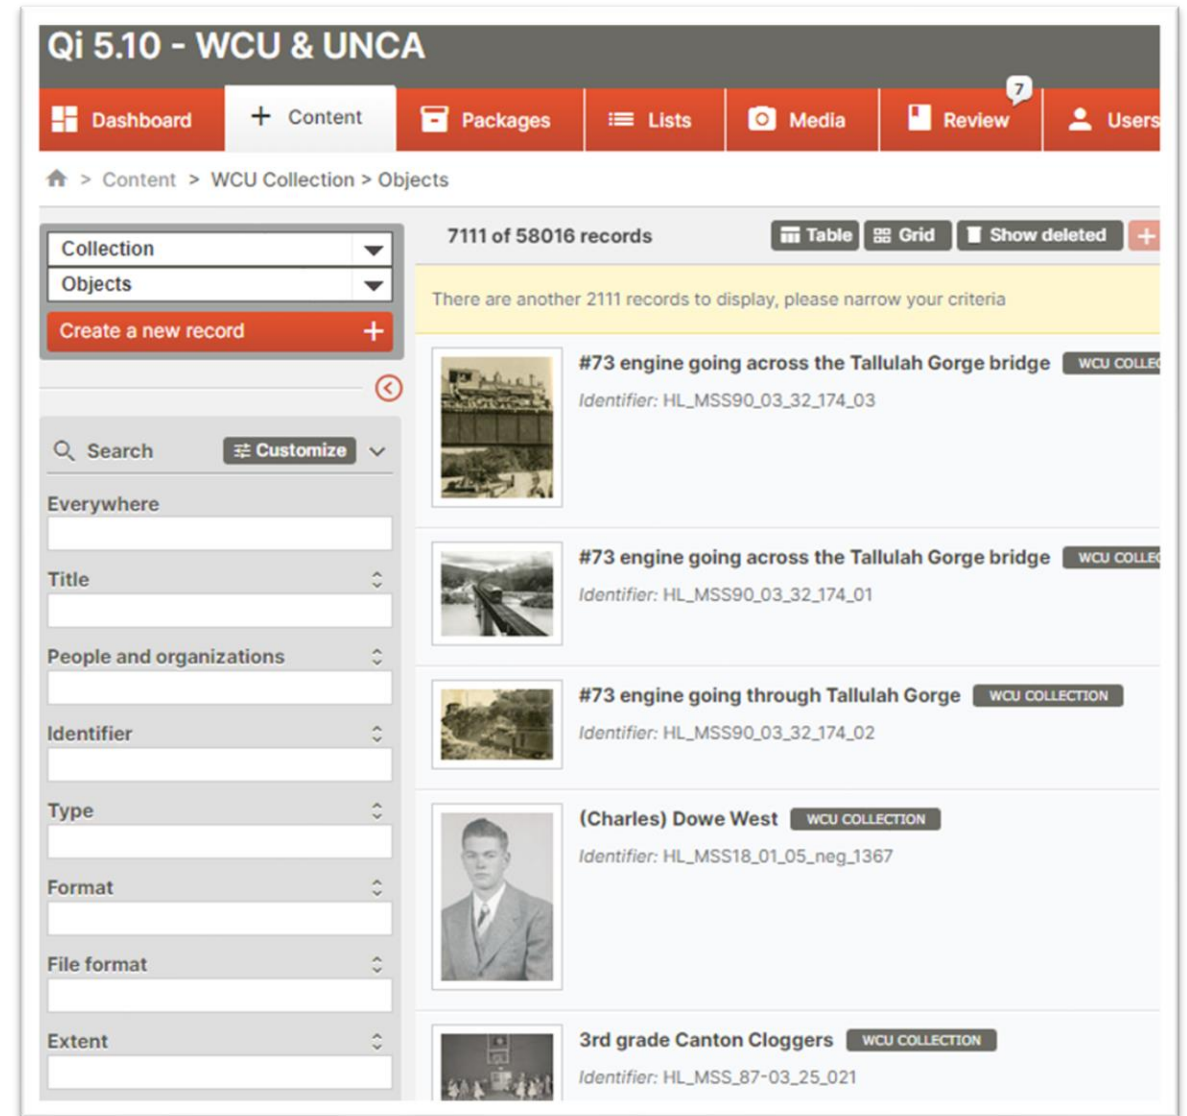 Qi 5.10 - WCU & UNCA
Dashboard
Content
Packages
Lists
Media
Review
7
Users
> Content > WCU Collection > Objects
Collection
Objects
Create a new record +
Search
Customize
Everywhere
Title
People and organizations
Identifier
Type
Format
File format
Extent
7111 of 58016 records
Table
Grid
Show deleted
There are another 2111 records to display, please narrow your criteria
#73 engine going across the Tallulah Gorge bridge WCU COLLEC
Identifier: HL_MSS90_03_32_174_03
#73 engine going across the Tallulah Gorge bridge WCU COLLEC
Identifier: HL_MSS90_03_32_174_01
#73 engine going through Tallulah Gorge WCU COLLECTION
Identifier: HL_MSS90_03_32_174_02
(Charles) Dowe West WCU COLLECTION
Identifier: HL_MSS18_01_05_neg_1367
3rd grade Canton Cloggers WCU COLLECTION
Identifier: HL_MSS_87-03_25_021